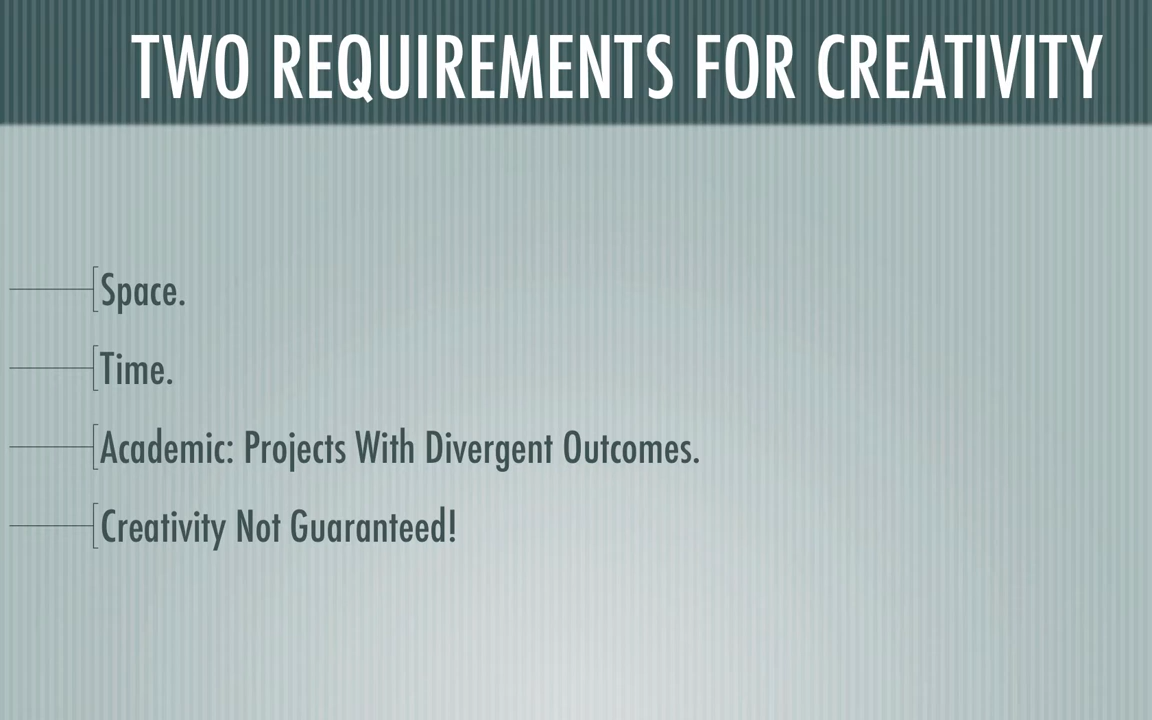 TWO REQUIREMENTS FOR CREATIVITY
Space.
Time.
Academic: Projects With Divergent Outcomes.
Creativity Not Guaranteed!